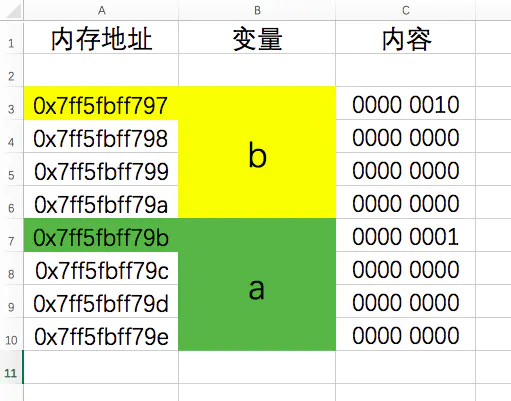 A B C
1 内存地址 变量 内容
2
3 0x7ff5fbff797 0000 0010
4 0x7ff5fbff798 b 0000 0000
5 0x7ff5fbff799 0000 0000
6 0x7ff5fbff79a 0000 0000
7 0x7ff5fbff79b 0000 0001
8 0x7ff5fbff79c a 0000 0000
9 0x7ff5fbff79d 0000 0000
10 0x7ff5fbff79e 0000 0000
11